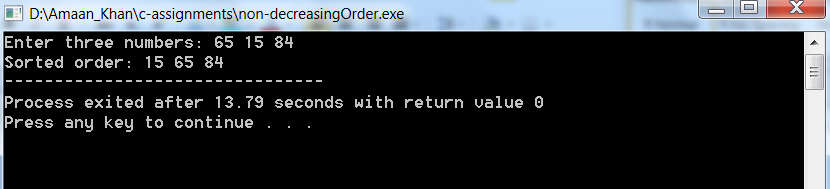 D:\Amaan_Khan\c-assignments\non-decreasingOrder.exe
Enter three numbers: 65 15 84
Sorted order: 15 65 84
--------------------------------
Process exited after 13.79 seconds with return value 0
Press any key to continue . . .